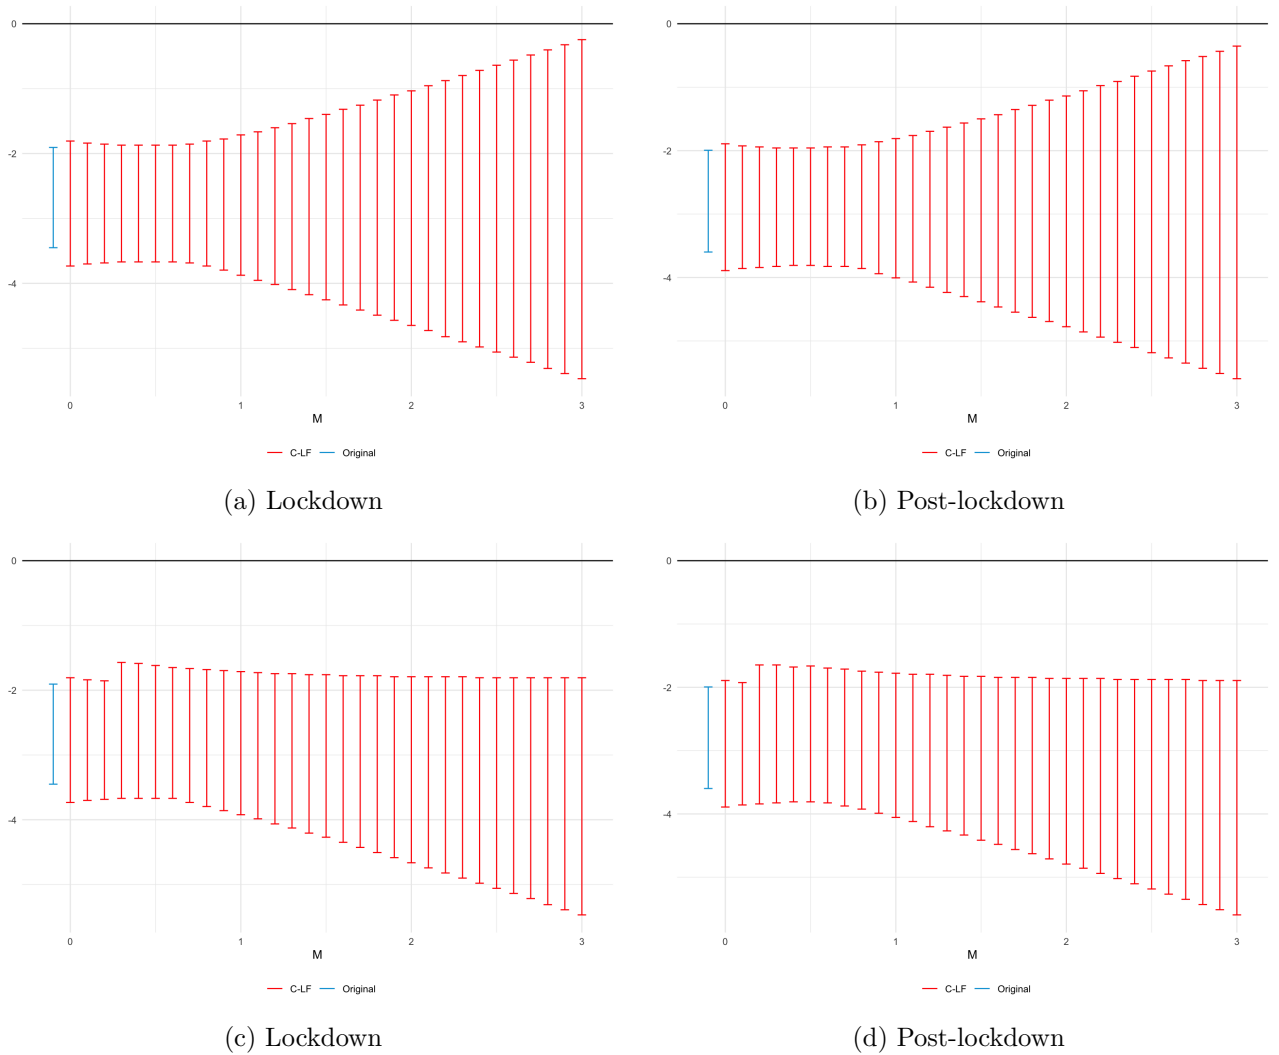 0
-2
-4
0 1 2 3
M
C-LF Original
(a) Lockdown
0
-2
-4
0 1 2 3
M
C-LF Original
(b) Post-lockdown
0
-2
-4
0 1 2 3
M
C-LF Original
(c) Lockdown
0
-2
-4
0 1 2 3
M
C-LF Original
(d) Post-lockdown